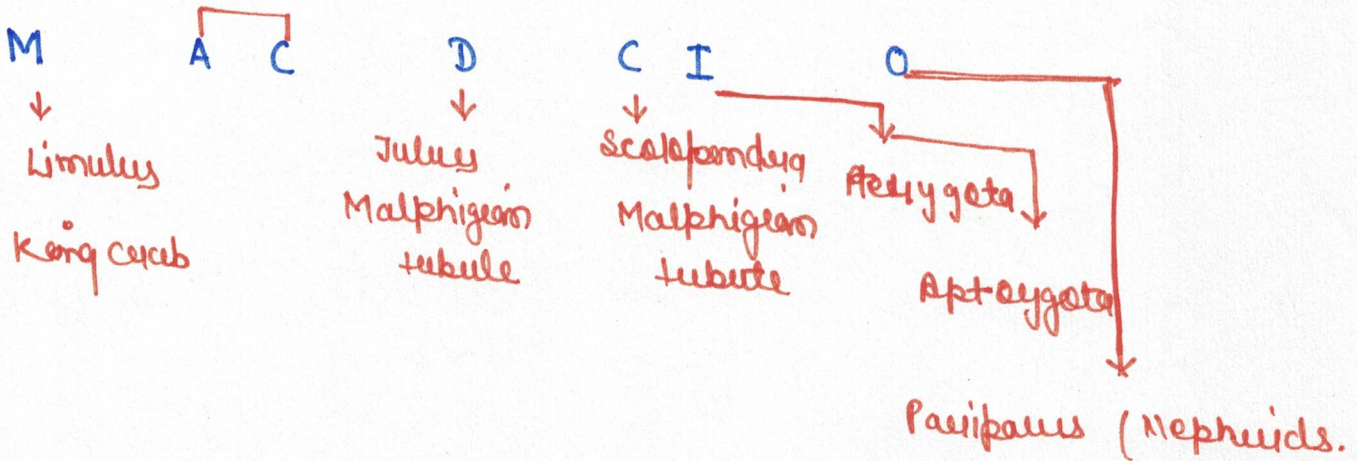 M A C D C I O
Limulus
King crab
Julus
Malphigian
tubule
Scolopendra
Malphigian
tubule
Pterygota
Apterygota
Peripatus (Nephrids.